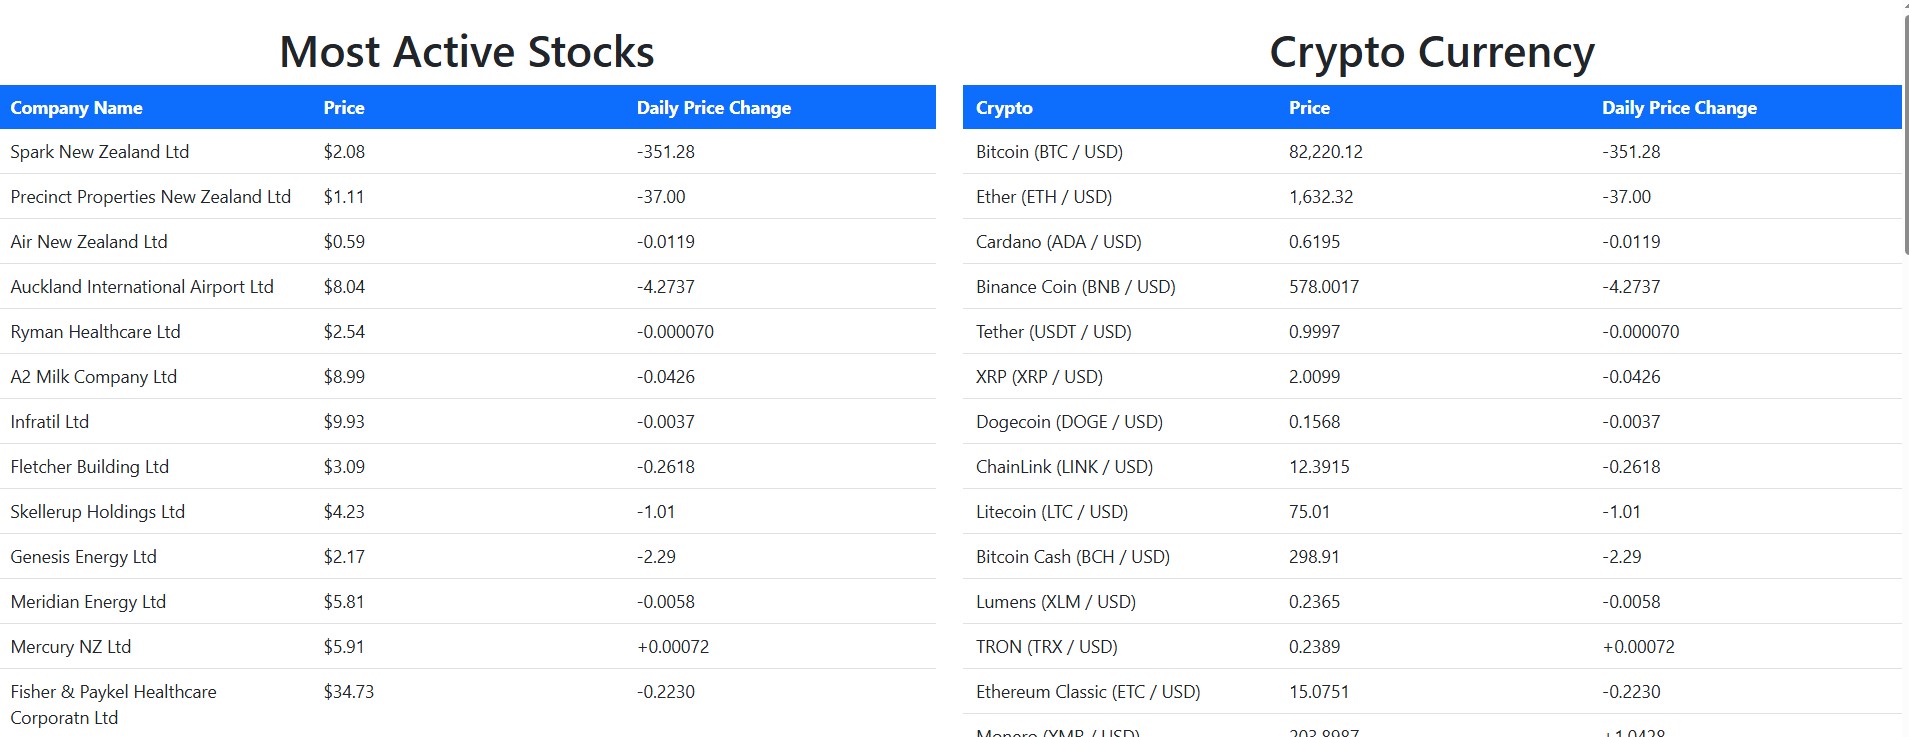 Most Active Stocks
Company Name Price Daily Price Change
Spark New Zealand Ltd $2.08 -351.28
Precinct Properties New Zealand Ltd $1.11 -37.00
Air New Zealand Ltd $0.59 -0.0119
Auckland International Airport Ltd $8.04 -4.2737
Ryman Healthcare Ltd $2.54 -0.000070
A2 Milk Company Ltd $8.99 -0.0426
Infratil Ltd $9.93 -0.0037
Fletcher Building Ltd $3.09 -0.2618
Skellerup Holdings Ltd $4.23 -1.01
Genesis Energy Ltd $2.17 -2.29
Meridian Energy Ltd $5.81 -0.0058
Mercury NZ Ltd $5.91 +0.00072
Fisher & Paykel Healthcare $34.73 -0.2230
Corporatn Ltd
Crypto Currency
Crypto Price Daily Price Change
Bitcoin (BTC / USD) 82,220.12 -351.28
Ether (ETH / USD) 1,632.32 -37.00
Cardano (ADA / USD) 0.6195 -0.0119
Binance Coin (BNB / USD) 578.0017 -4.2737
Tether (USDT / USD) 0.9997 -0.000070
XRP (XRP / USD) 2.0099 -0.0426
Dogecoin (DOGE / USD) 0.1568 -0.0037
ChainLink (LINK / USD) 12.3915 -0.2618
Litecoin (LTC / USD) 75.01 -1.01
Bitcoin Cash (BCH / USD) 298.91 -2.29
Lumens (XLM / USD) 0.2365 -0.0058
TRON (TRX / USD) 0.2389 +0.00072
Ethereum Classic (ETC / USD) 15.0751 -0.2230
Monero (XMR / USD) 203.8987 +1.0428